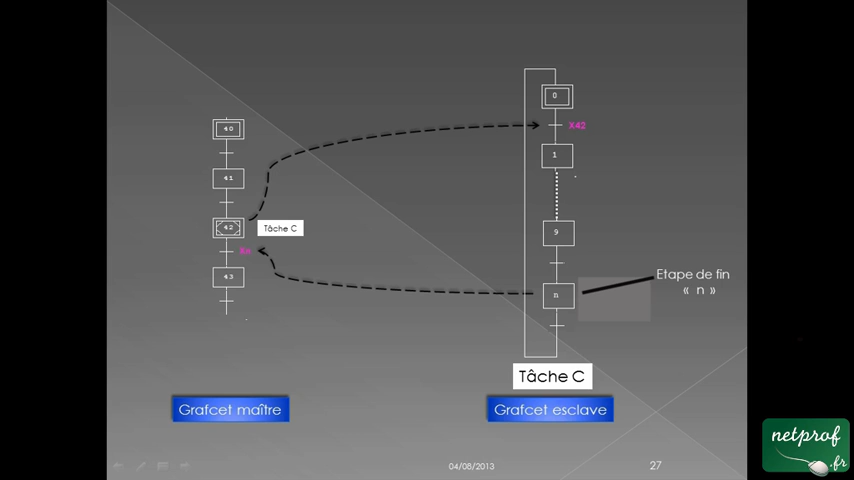 0
X42
40
1
41
42
Tâche C
9
Xn
43
Etape de fin
« n »
n
Tâche C
Grafcet maître
Grafcet esclave
netprof
.fr
04/08/2013
27